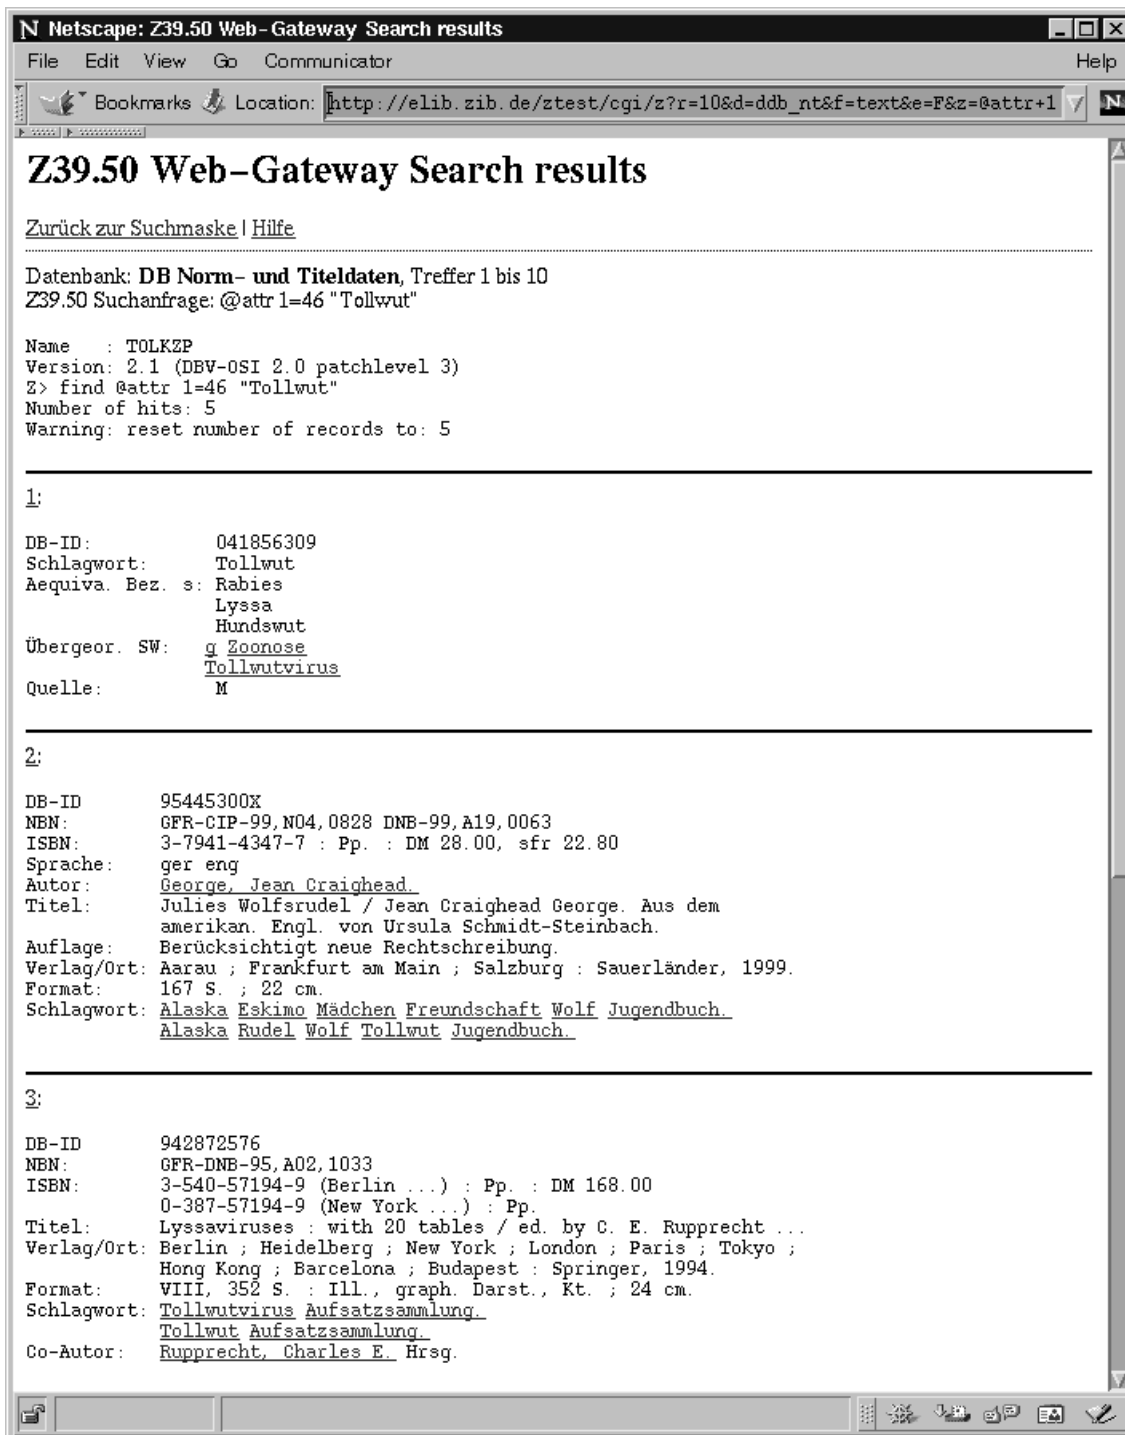 N Netscape: Z39.50 Web-Gateway Search results
File Edit View Go Communicator Help
Bookmarks Location: http://elib.zib.de/ztest/cgi/z?r=10&d=ddb_nt&f=text&e=F&z=@attr+1 N
Z39.50 Web-Gateway Search results
Zurück zur Suchmaske | Hilfe
Datenbank: DB Norm- und Titeldaten, Treffer 1 bis 10
Z39.50 Suchanfrage: @attr 1=46 "Tollwut"
Name : TOLKZP
Version: 2.1 (DBV-OSI 2.0 patchlevel 3)
Z> find @attr 1=46 "Tollwut"
Number of hits: 5
Warning: reset number of records to: 5
1:
DB-ID: 041856309
Schlagwort: Tollwut
Aequiva. Bez. s: Rabies
Lyssa
Hundswut
Übergeor. SW: g Zoonose
Tollwutvirus
Quelle: M
2:
DB-ID 95445300X
NBN: GFR-CIP-99,N04,0828 DNB-99,A19,0063
ISBN: 3-7941-4347-7 : Pp. : DM 28.00, sfr 22.80
Sprache: ger eng
Autor: George, Jean Craighead.
Titel: Julies Wolfsrudel / Jean Craighead George. Aus dem
amerikan. Engl. von Ursula Schmidt-Steinbach.
Auflage: Berücksichtigt neue Rechtschreibung.
Verlag/Ort: Aarau ; Frankfurt am Main ; Salzburg : Sauerländer, 1999.
Format: 167 S. ; 22 cm.
Schlagwort: Alaska Eskimo Mädchen Freundschaft Wolf Jugendbuch.
Alaska Rudel Wolf Tollwut Jugendbuch.
3:
DB-ID 942872576
NBN: GFR-DNB-95,A02,1033
ISBN: 3-540-57194-9 (Berlin ...) : Pp. : DM 168.00
0-387-57194-9 (New York ...) : Pp.
Titel: Lyssaviruses : with 20 tables / ed. by C. E. Rupprecht ...
Verlag/Ort: Berlin ; Heidelberg ; New York ; London ; Paris ; Tokyo ;
Hong Kong ; Barcelona ; Budapest : Springer, 1994.
Format: VIII, 352 S. : Ill., graph. Darst., Kt. ; 24 cm.
Schlagwort: Tollwutvirus Aufsatzsammlung.
Tollwut Aufsatzsammlung.
Co-Autor: Rupprecht, Charles E. Hrsg.